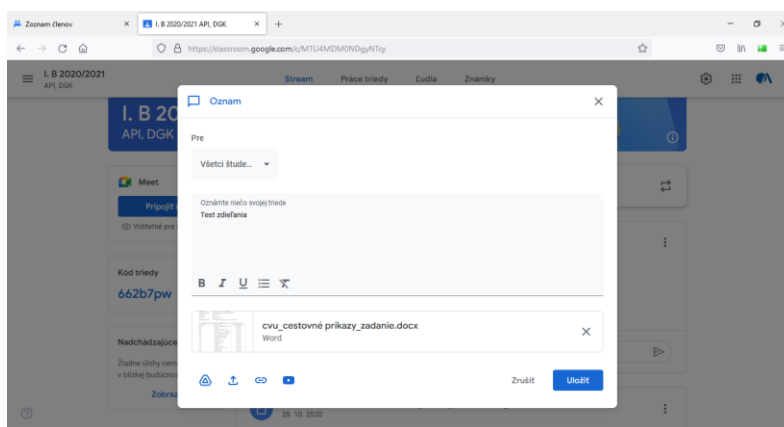 Zoznam členov
I. B 2020/2021 API, DGK
https://classroom.google.com/c/MTU4MDM0NDgyNTcy
I. B 2020/2021
API, DGK
Stream
Práce triedy
Ľudia
Známky
I. B 20
API, DGK
Meet
Pripojiť
Viditeľné pre
Kód triedy
662b7pw
Nadchádzajúce
Žiadne úlohy nem
v blízkej budúcnos
Zobraz
Oznam
Pre
Všetci štude...
Oznámte niečo svojej triede
Test zdieľania
B I U
cvu_cestovné príkazy_zadanie.docx
Word
Zrušiť
Uložiť
28. 10. 2020